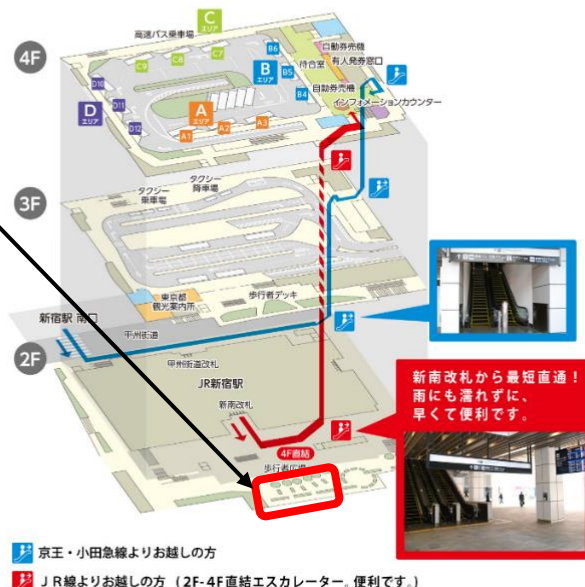 C
エリア
高速バス乗車場
4F
C9
C8
C7
B6
自動券売機
待合室
有人発券窓口
B
エリア
B5
B4
D10
D
エリア
D11
D12
A
エリア
A1
A2
A3
自動券売機
インフォメーションカウンター
3F
タクシー
乗車場
タクシー
降車場
東京都
観光案内所
歩行者デッキ
新宿駅 南口
甲州街道
2F
甲州街道改札
JR新宿駅
新南改札
4F直結
歩行者広場
新南改札から最短直通！
雨にも濡れずに、
早くて便利です。
京王・小田急線よりお越しの方
JR線よりお越しの方 (2F-4F直結エスカレーター。便利です。)